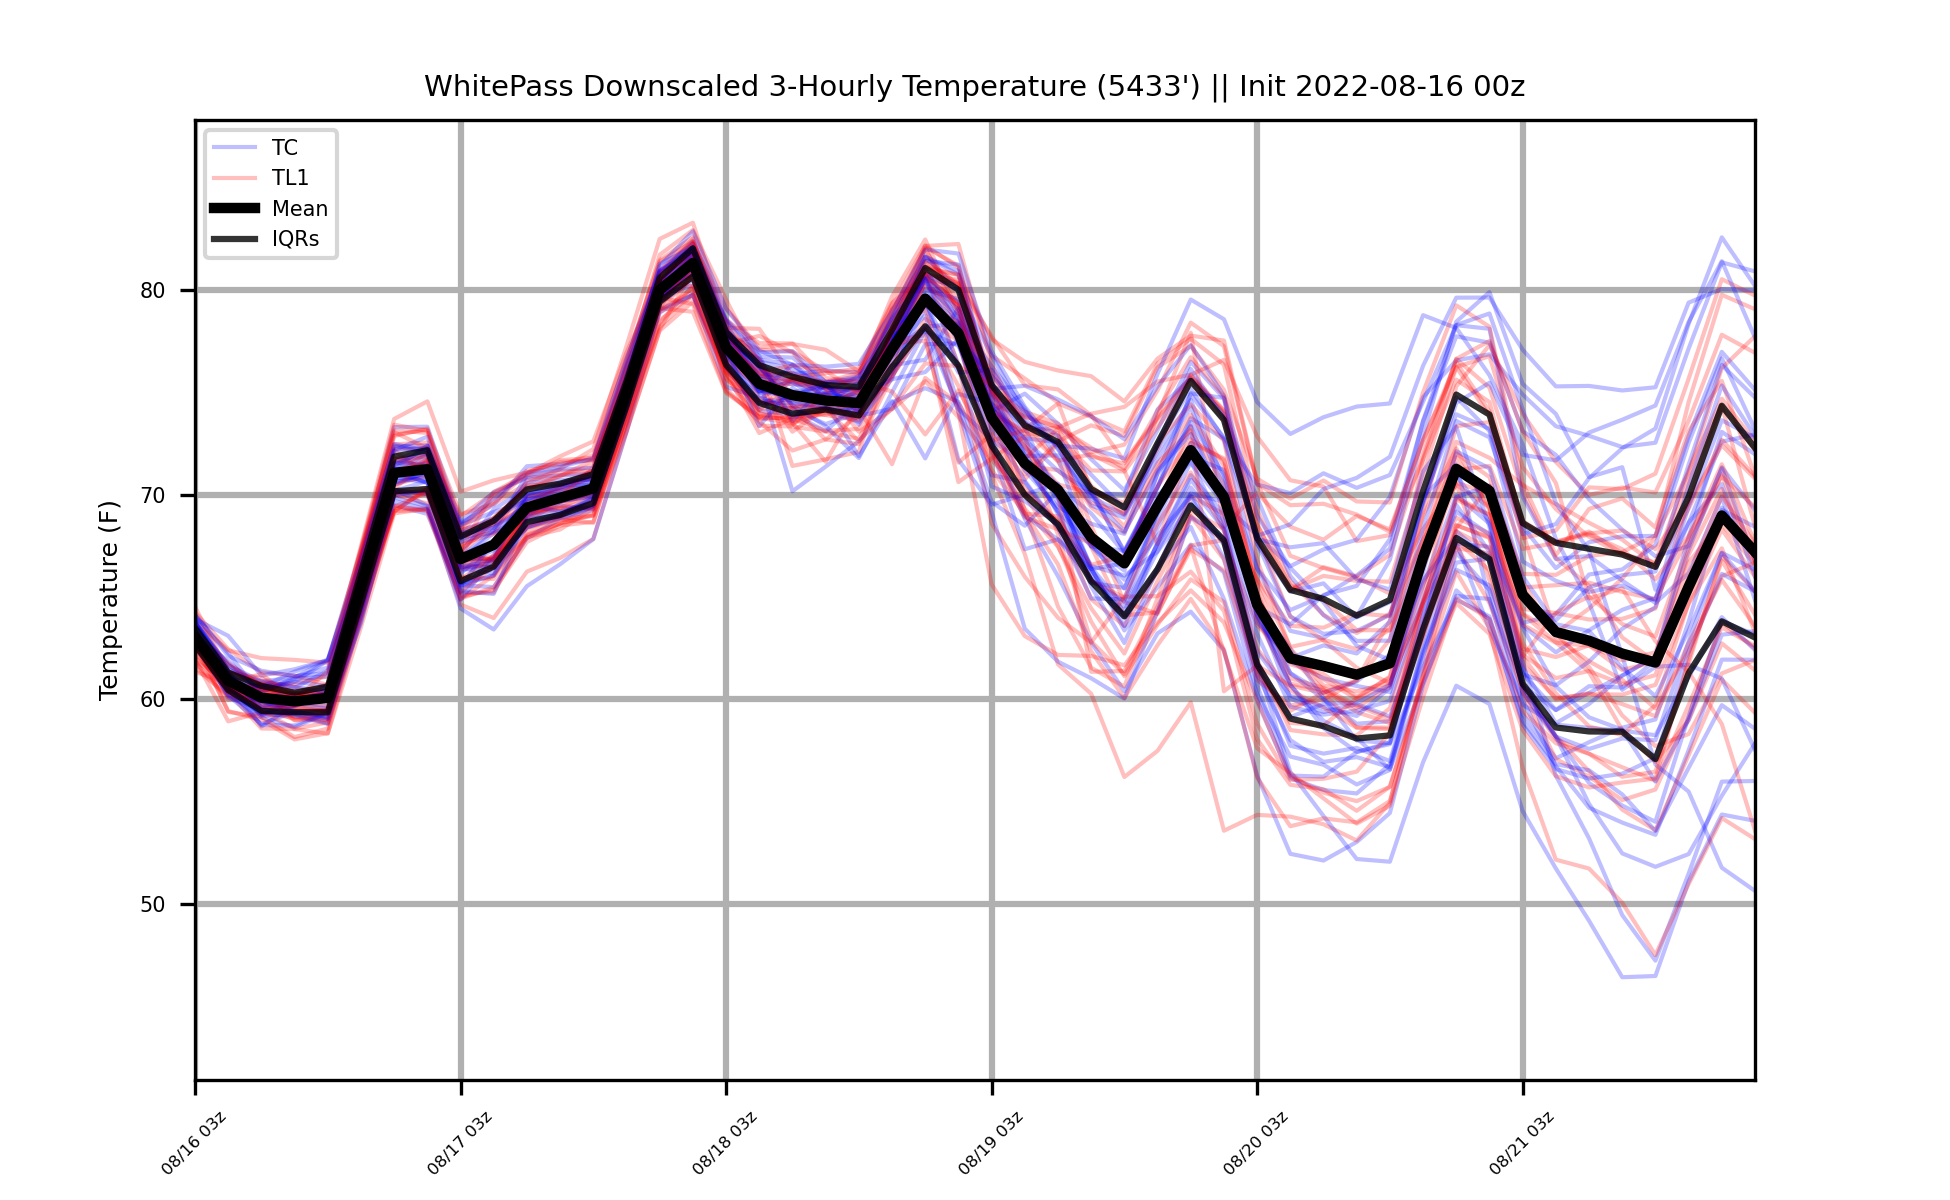 WhitePass Downscaled 3-Hourly Temperature (5433') || Init 2022-08-16 00z
TC
TL1
Mean
IQRs
Temperature (F)
80
70
60
50
08/16 03z
08/17 03z
08/18 03z
08/19 03z
08/20 03z
08/21 03z